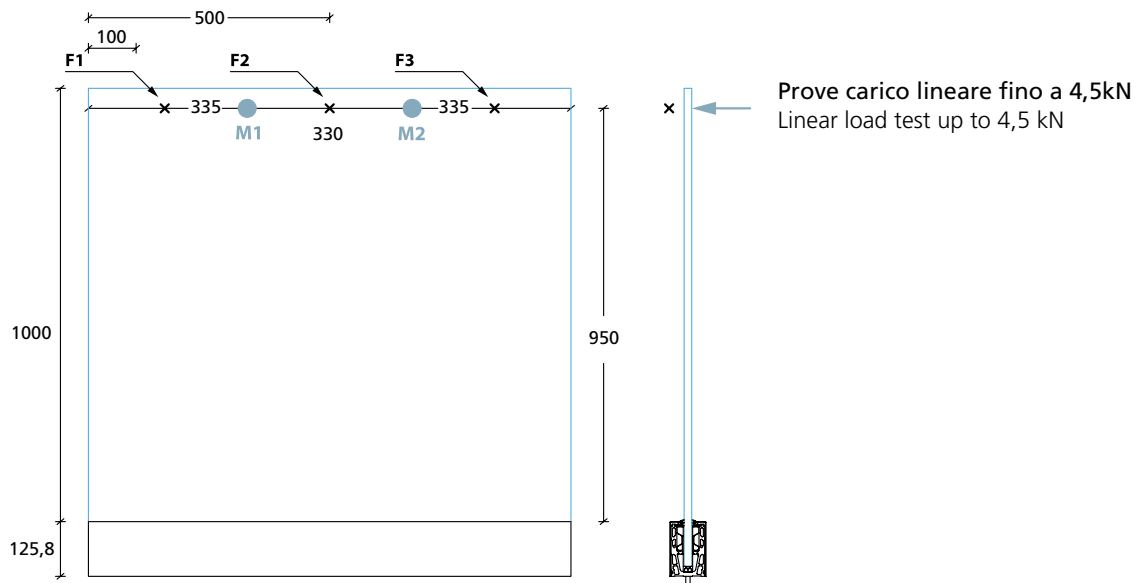 500
100
F1
F2
F3
335
335
M1
330
M2
Prove carico lineare fino a 4,5kN
Linear load test up to 4,5 kN
1000
950
125,8